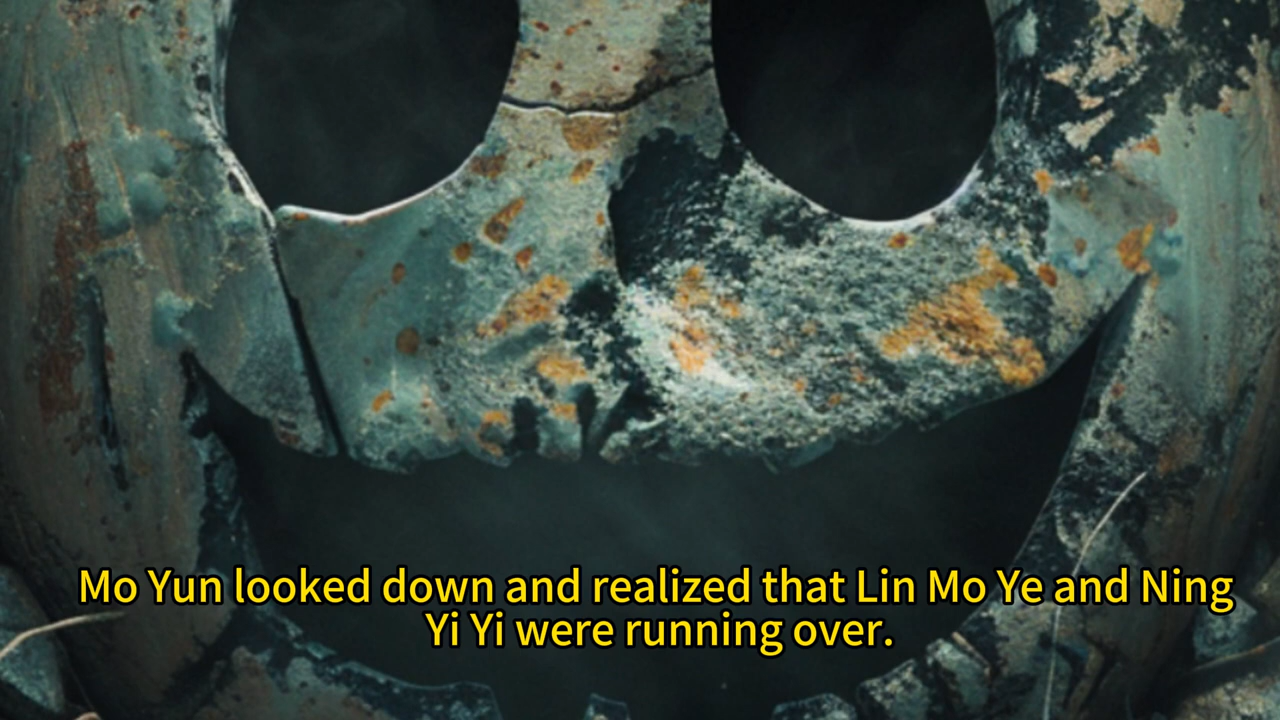 Mo Yun looked down and realized that Lin Mo Ye and Ning
Yi Yi were running over.